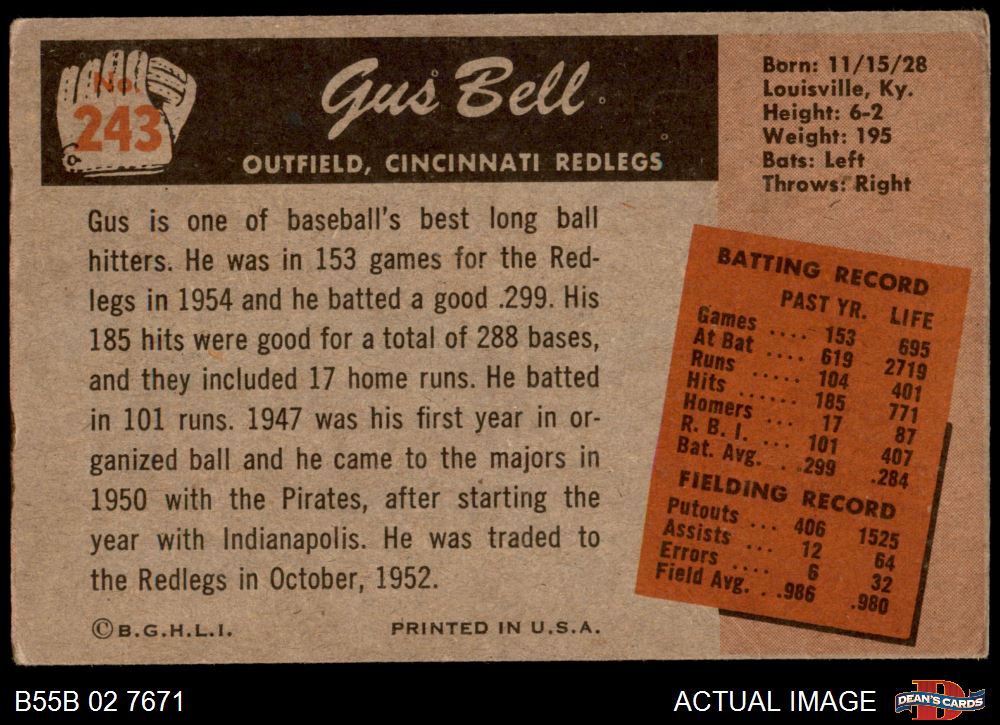 No. 243
Gus Bell
OUTFIELD, CINCINNATI REDLEGS
Born: 11/15/28
Louisville, Ky.
Height: 6-2
Weight: 195
Bats: Left
Throws: Right
Gus is one of baseball's best long ball
hitters. He was in 153 games for the Red-
legs in 1954 and he batted a good .299. His
185 hits were good for a total of 288 bases,
and they included 17 home runs. He batted
in 101 runs. 1947 was his first year in or-
ganized ball and he came to the majors in
1950 with the Pirates, after starting the
year with Indianapolis. He was traded to
the Redlegs in October, 1952.
BATTING RECORD
PAST YR. LIFE
Games .... 153 695
At Bat .... 619 2719
Runs ..... 104 401
Hits ...... 185 771
Homers ... 17 87
R. B. I. ... 101 407
Bat. Avg. . .299 .284
FIELDING RECORD
Putouts ... 406 1525
Assists ... 12 64
Errors .... 6 32
Field Avg. . .986 .980
© B.G.H.L.I. PRINTED IN U.S.A.
B55B 02 7671 ACTUAL IMAGE DEAN'S CARDS